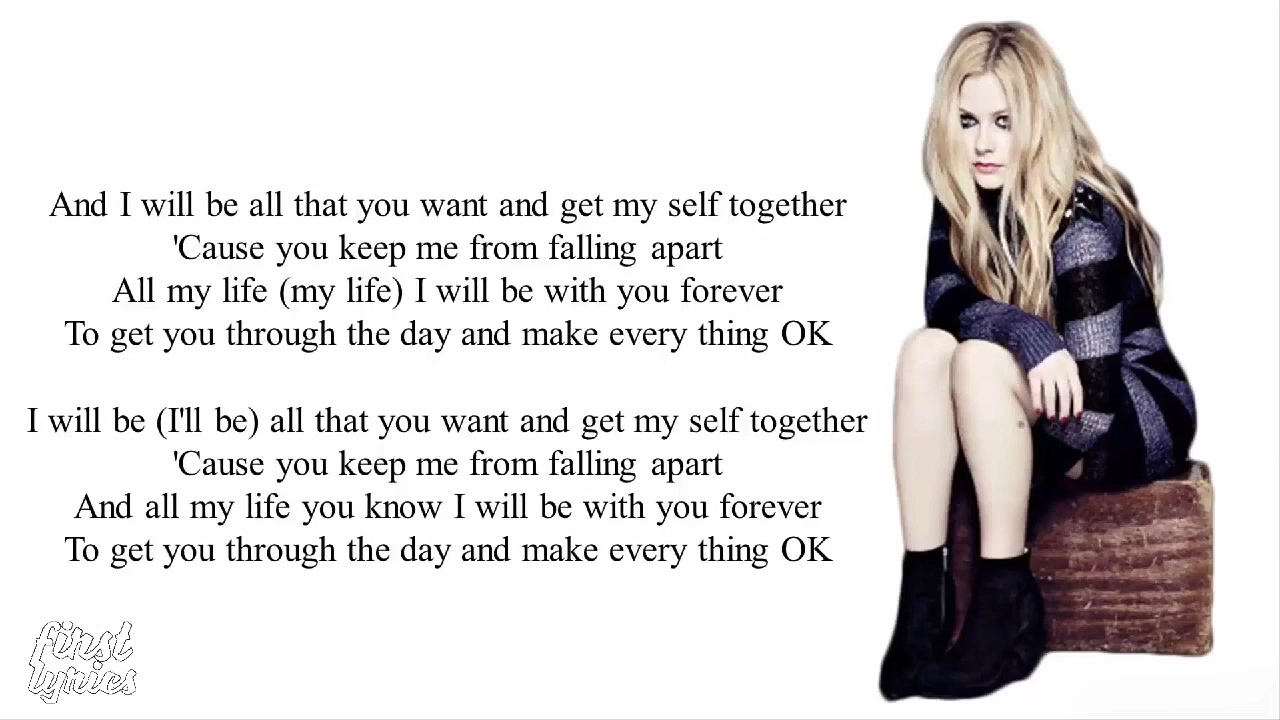 And I will be all that you want and get my self together
'Cause you keep me from falling apart
All my life (my life) I will be with you forever
To get you through the day and make every thing OK
I will be (I'll be) all that you want and get my self together
'Cause you keep me from falling apart
And all my life you know I will be with you forever
To get you through the day and make every thing OK
finst
lyrics